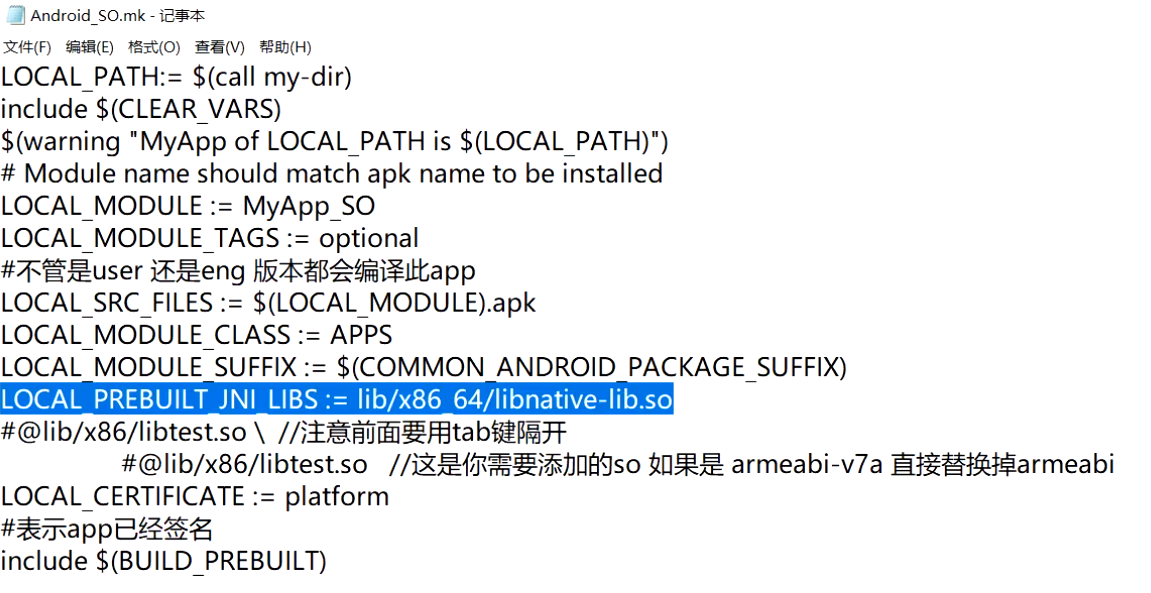 Android_SO.mk - 记事本
文件(F) 编辑(E) 格式(O) 查看(V) 帮助(H)
LOCAL_PATH:= $(call my-dir)
include $(CLEAR_VARS)
$(warning "MyApp of LOCAL_PATH is $(LOCAL_PATH)")
# Module name should match apk name to be installed
LOCAL_MODULE := MyApp_SO
LOCAL_MODULE_TAGS := optional
#不管是user 还是eng 版本都会编译此app
LOCAL_SRC_FILES := $(LOCAL_MODULE).apk
LOCAL_MODULE_CLASS := APPS
LOCAL_MODULE_SUFFIX := $(COMMON_ANDROID_PACKAGE_SUFFIX)
LOCAL_PREBUILT_JNI_LIBS := lib/x86_64/libnative-lib.so
#@lib/x86/libtest.so \  //注意前面要用tab键隔开
#@lib/x86/libtest.so   //这是你需要添加的so 如果是 armeabi-v7a 直接替换掉armeabi
LOCAL_CERTIFICATE := platform
#表示app已经签名
include $(BUILD_PREBUILT)